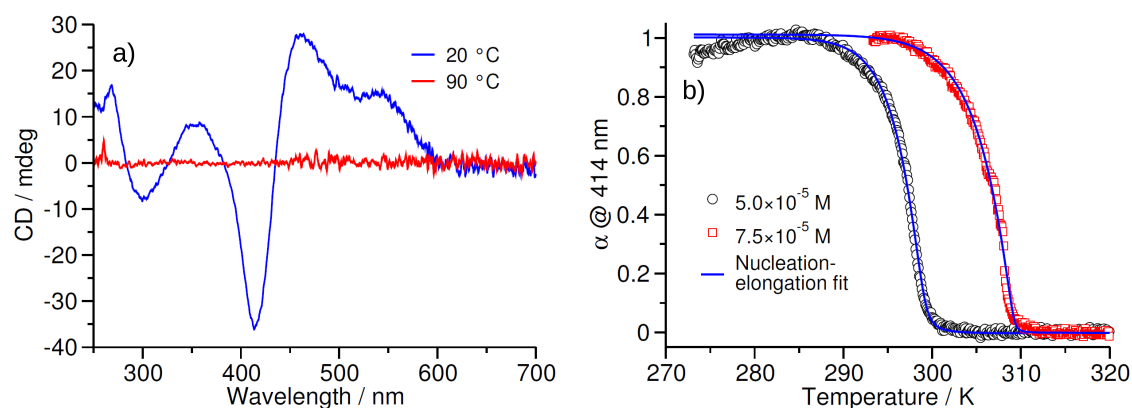 a)
20 °C
90 °C
30
20
10
0
-10
-20
-30
-40
CD / mdeg
300
400
500
600
700
Wavelength / nm
b)
1
0.8
0.6
0.4
0.2
0
α @ 414 nm
5.0×10⁻⁵ M
7.5×10⁻⁵ M
Nucleation-
elongation fit
270
280
290
300
310
320
Temperature / K